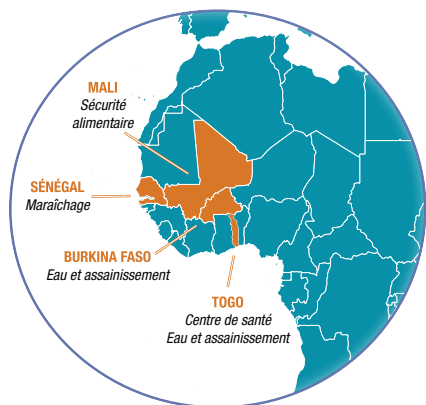 MALI
Sécurité
alimentaire
SÉNÉGAL
Maraîchage
BURKINA FASO
Eau et assainissement
TOGO
Centre de santé
Eau et assainissement